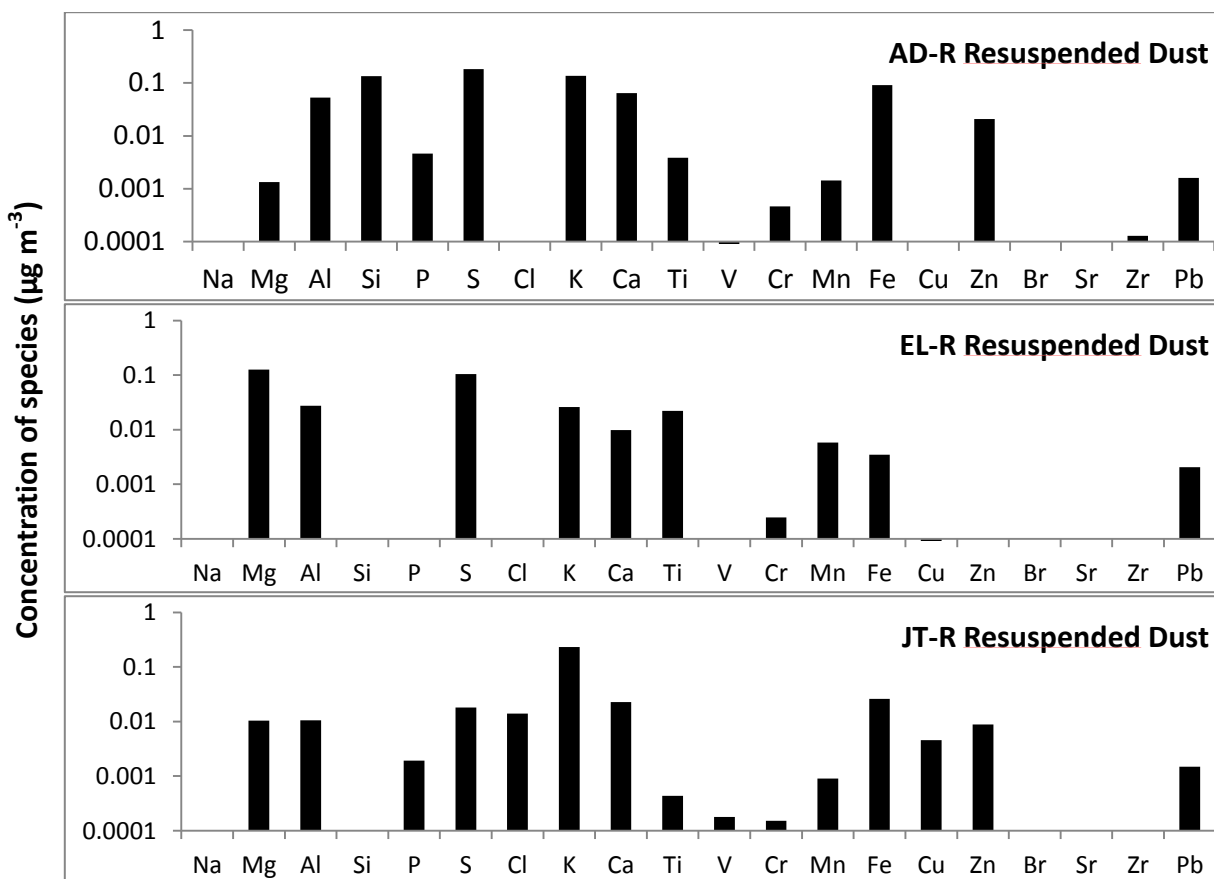 Concentration of species (µg m⁻³)
AD-R Resuspended Dust
1
0.1
0.01
0.001
0.0001
Na Mg Al Si P S Cl K Ca Ti V Cr Mn Fe Cu Zn Br Sr Zr Pb
EL-R Resuspended Dust
1
0.1
0.01
0.001
0.0001
Na Mg Al Si P S Cl K Ca Ti V Cr Mn Fe Cu Zn Br Sr Zr Pb
JT-R Resuspended Dust
1
0.1
0.01
0.001
0.0001
Na Mg Al Si P S Cl K Ca Ti V Cr Mn Fe Cu Zn Br Sr Zr Pb